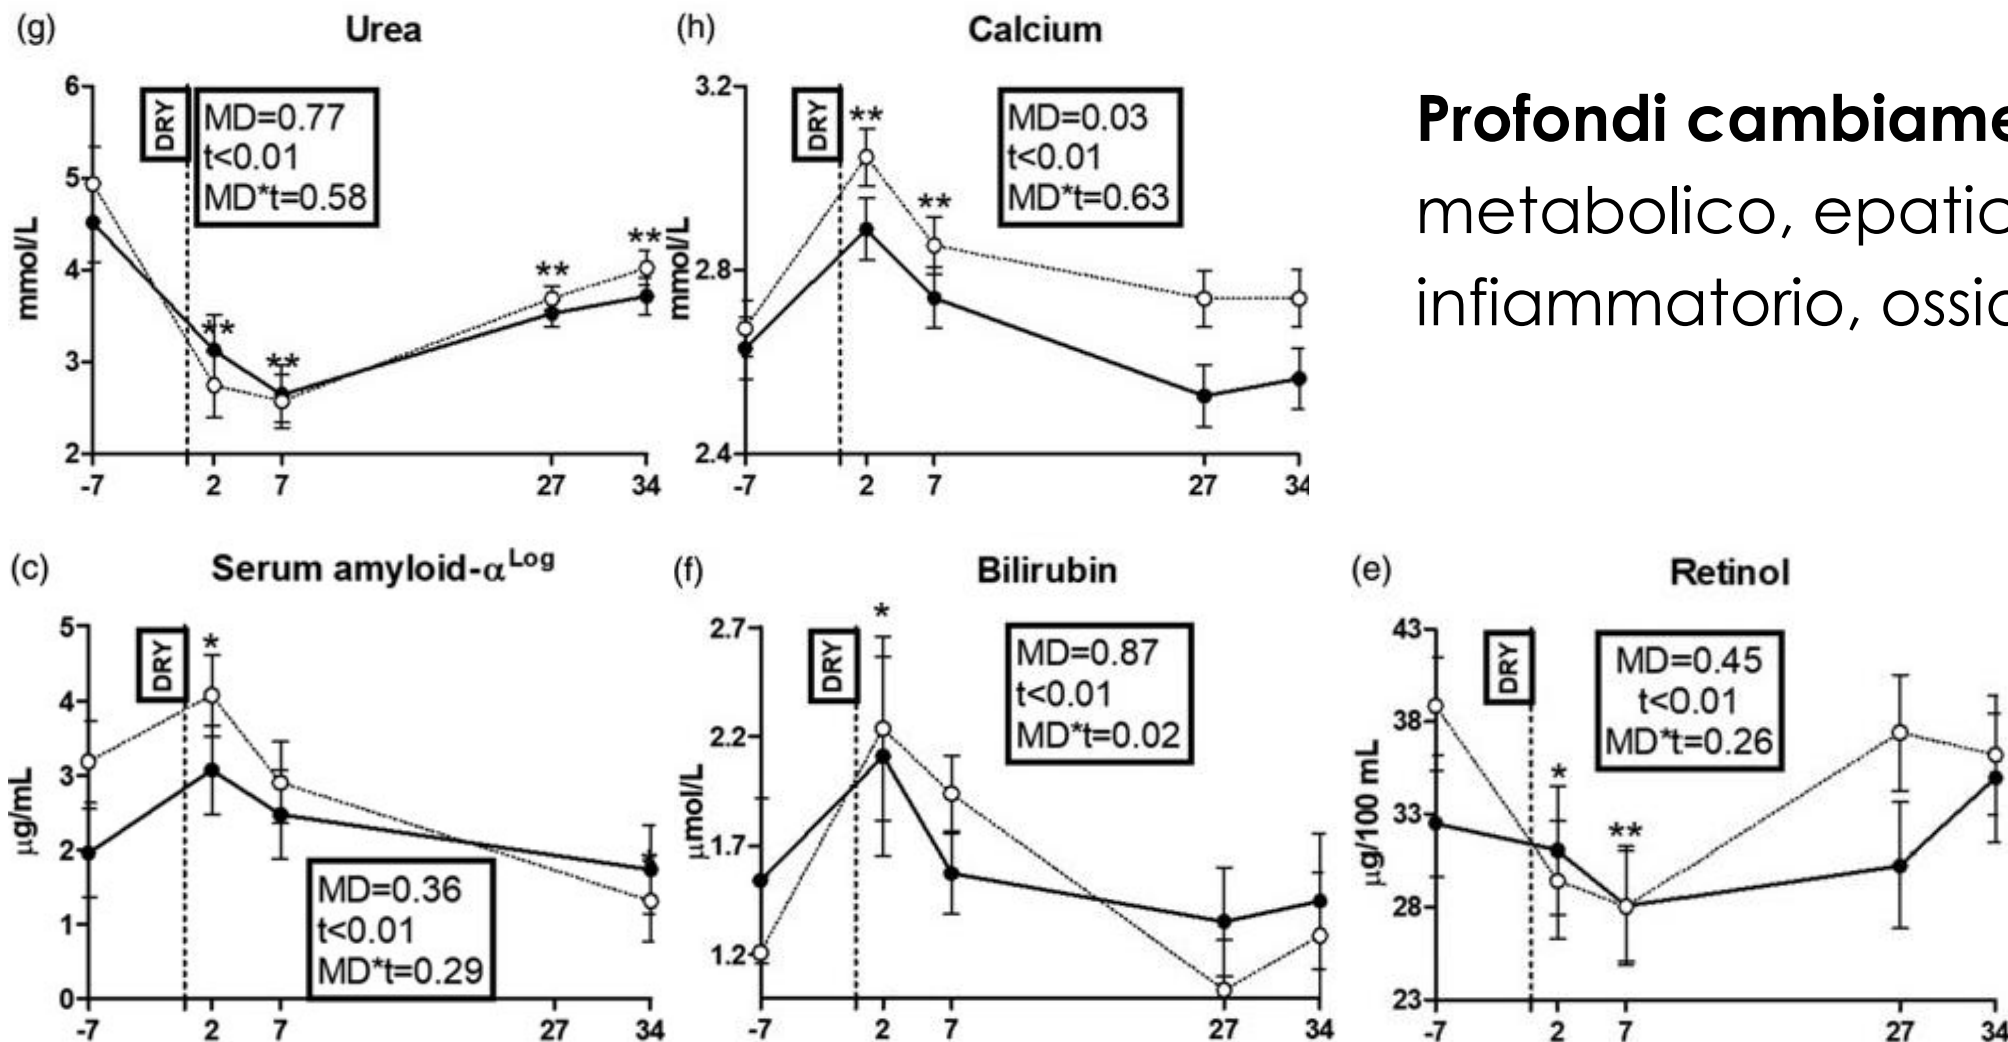 (g) Urea
6
5
4
3
2
mmol/L
DRY
MD=0.77
t<0.01
MD*t=0.58
**
**
**
**
-7 2 7 27 34
(h) Calcium
3.2
2.8
2.4
mmol/L
DRY
MD=0.03
t<0.01
MD*t=0.63
**
**
-7 2 7 27 34
Profondi cambiame
metabolico, epatic
infiammatorio, ossid
(c) Serum amyloid-α^Log
5
4
3
2
1
0
µg/mL
DRY
*
MD=0.36
t<0.01
MD*t=0.29
*
-7 2 7 27 34
(f) Bilirubin
2.7
2.2
1.7
1.2
µmol/L
DRY
*
MD=0.87
t<0.01
MD*t=0.02
-7 2 7 27 34
(e) Retinol
43
38
33
28
23
µg/100 mL
DRY
MD=0.45
t<0.01
MD*t=0.26
*
**
-7 2 7 27 34